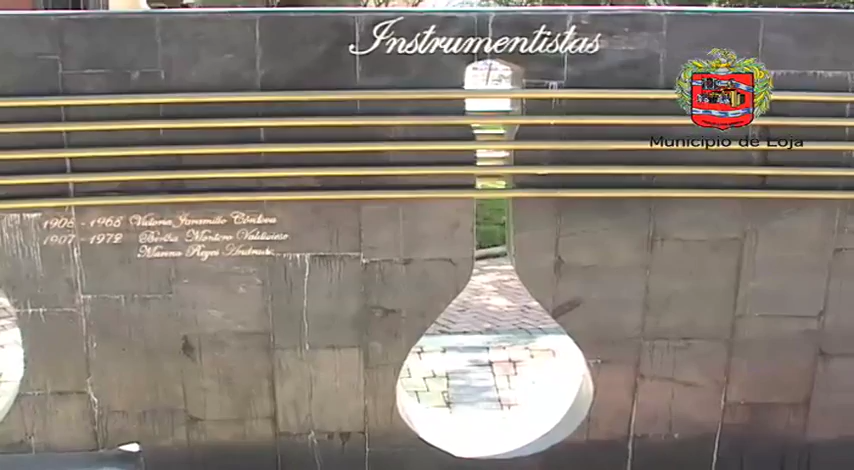 Instrumentistas
Municipio de Loja
1908 - 1968 Victoria Jaramillo Córdova
1907 - 1972 Bertha Montero Valdivieso
Marina Reyes Andrade